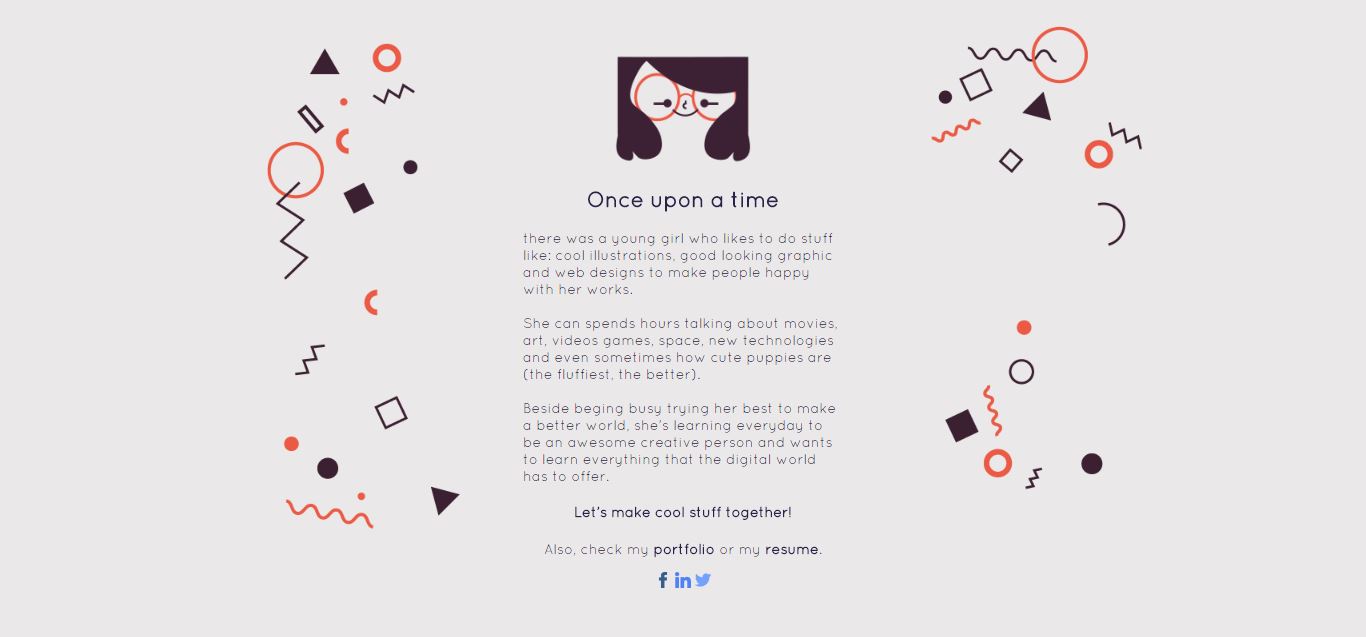 Once upon a time
there was a young girl who likes to do stuff
like: cool illustrations, good looking graphic
and web designs to make people happy
with her works.
She can spends hours talking about movies,
art, videos games, space, new technologies
and even sometimes how cute puppies are
(the fluffiest, the better).
Beside beging busy trying her best to make
a better world, she's learning everyday to
be an awesome creative person and wants
to learn everything that the digital world
has to offer.
Let's make cool stuff together!
Also, check my portfolio or my resume.